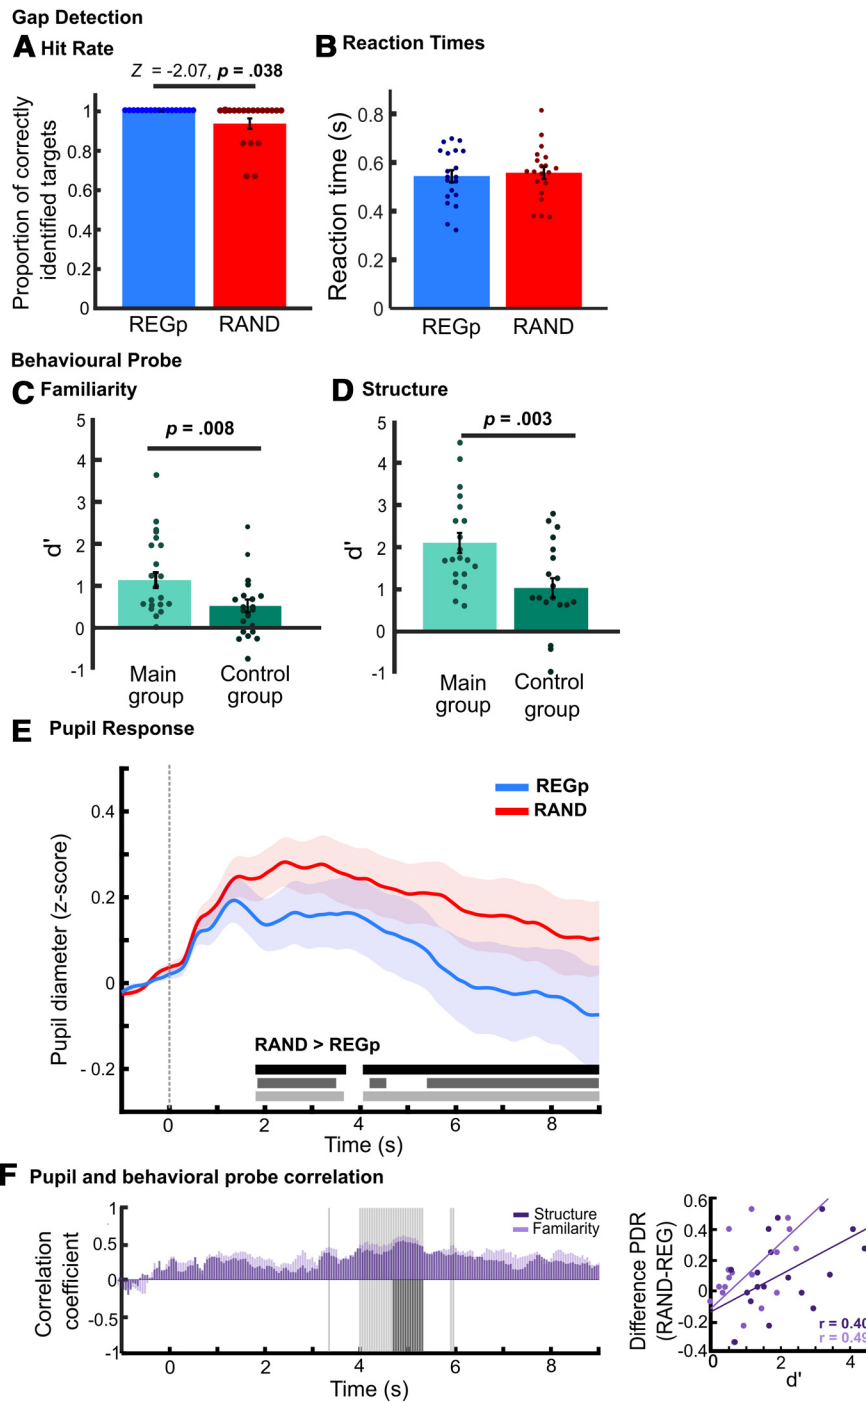 Gap Detection
A Hit Rate
Z = -2.07, p = .038
Proportion of correctly
identified targets
1
0.8
0.6
0.4
0.2
0
REGp RAND
B Reaction Times
Reaction time (s)
0.8
0.6
0.4
0.2
0
REGp RAND
Behavioural Probe
C Familiarity
p = .008
d'
5
4
3
2
1
0
-1
Main
group
Control
group
D Structure
p = .003
d'
5
4
3
2
1
0
-1
Main
group
Control
group
E Pupil Response
REGp
RAND
Pupil diameter (z-score)
0.4
0.2
0
- 0.2
RAND > REGp
0 2 4 6 8
Time (s)
F Pupil and behavioral probe correlation
Structure
Familarity
Correlation
coefficient
1
0.5
0
-0.5
-1
0 2 4 6 8
Time (s)
Difference PDR
(RAND-REG)
0.6
0.4
0.2
0
-0.2
-0.4
r = 0.40
r = 0.49
0 2 4
d'